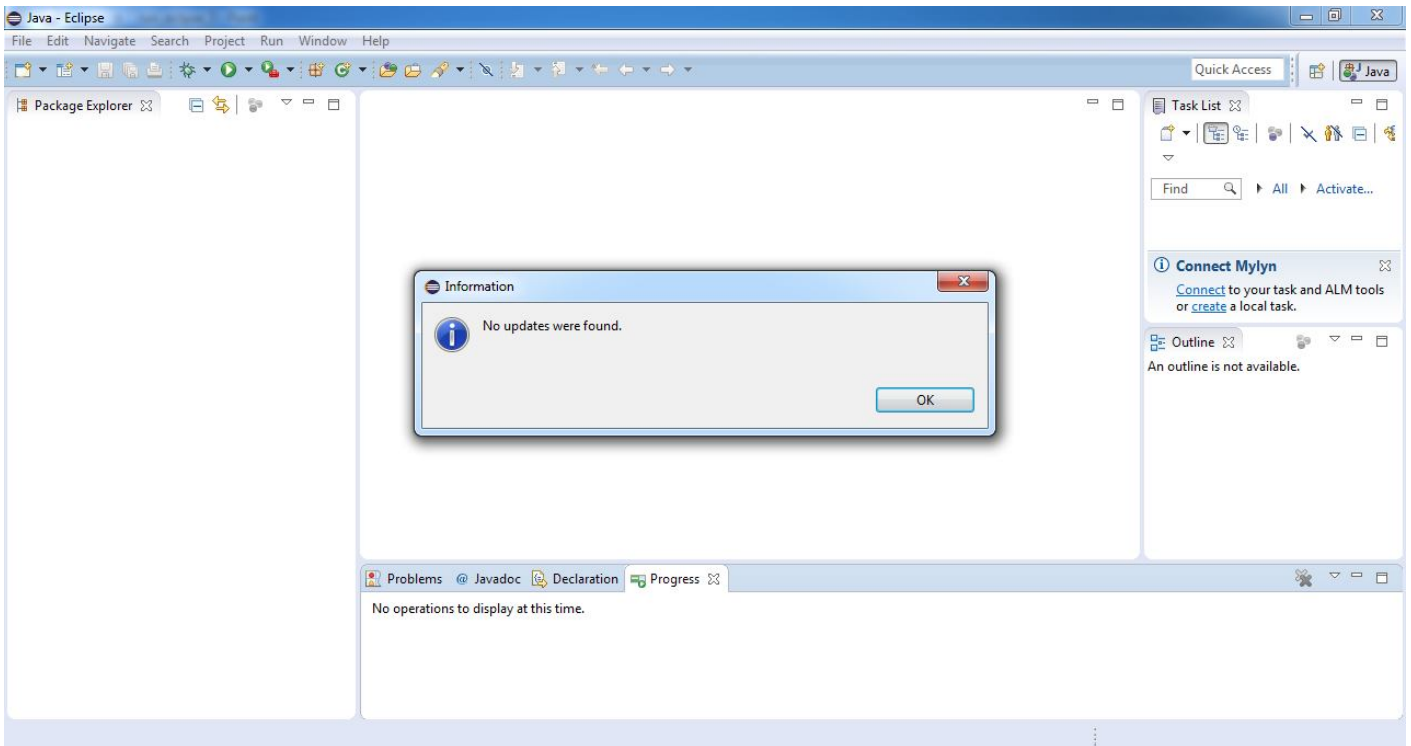 Java - Eclipse
File Edit Navigate Search Project Run Window Help
Quick Access
Java
Package Explorer
Task List
Find
All
Activate...
Connect Mylyn
Connect to your task and ALM tools
or create a local task.
Information
No updates were found.
OK
Outline
An outline is not available.
Problems @ Javadoc Declaration Progress
No operations to display at this time.